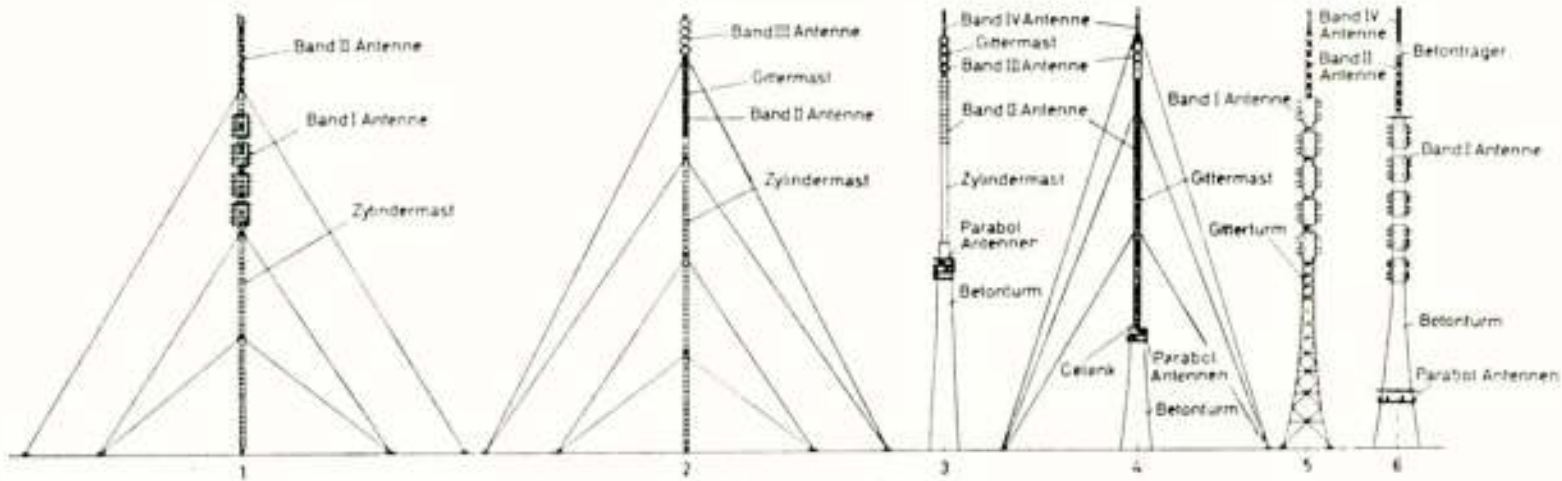 Band II Antenne
Band I Antenne
Zylindermast
1
Band III Antenne
Gittermast
Band II Antenne
Zylindermast
2
Band IV Antenne
Gittermast
Band III Antenne
Band II Antenne
Zylindermast
Parabol
Antennen
Betonturm
3
Gittermast
Gelenk
Parabol
Antennen
Betonturm
4
Band IV
Antenne
Band II
Antenne
Band I Antenne
Gitterturm
5
Betonträger
Band I Antenne
Betonturm
Parabol Antennen
6